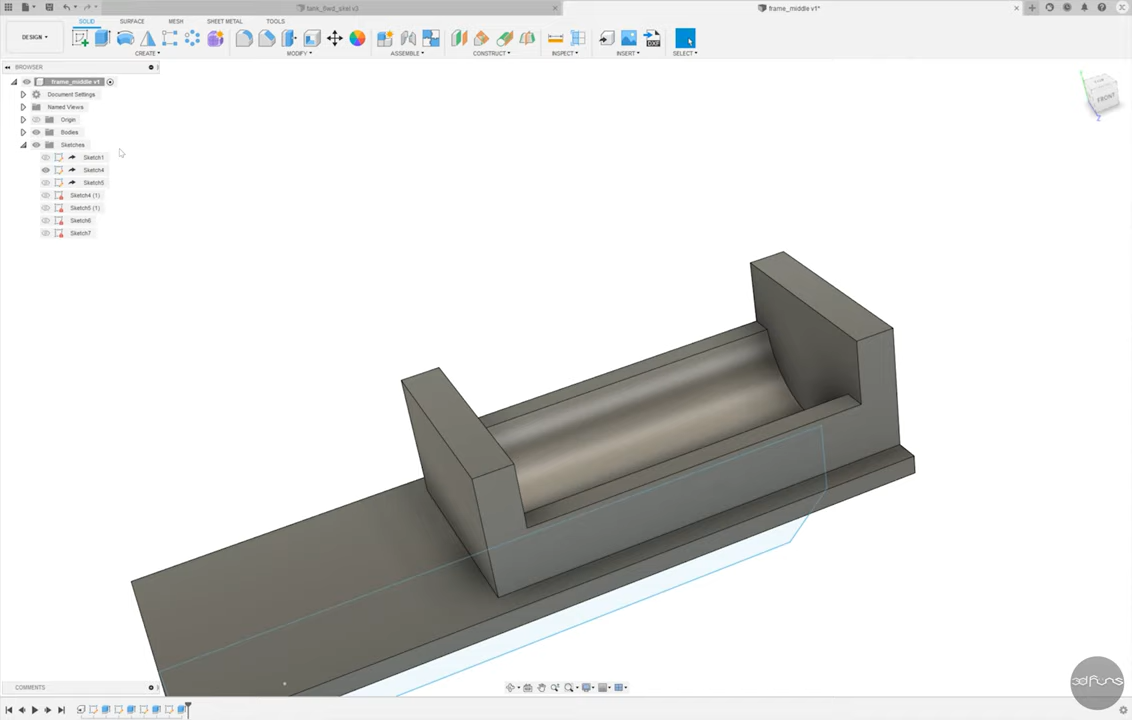 tank_fwd_skel v3
frame_middle v1*
SOLID
SURFACE
MESH
SHEET METAL
TOOLS
DESIGN
CREATE
MODIFY
ASSEMBLE
CONSTRUCT
INSPECT
INSERT
SELECT
BROWSER
frame_middle v1
Document Settings
Named Views
Origin
Bodies
Sketches
Sketch1
Sketch4
Sketch5
Sketch4 (1)
Sketch5 (1)
Sketch6
Sketch7
FRONT
COMMENTS
3dfuns